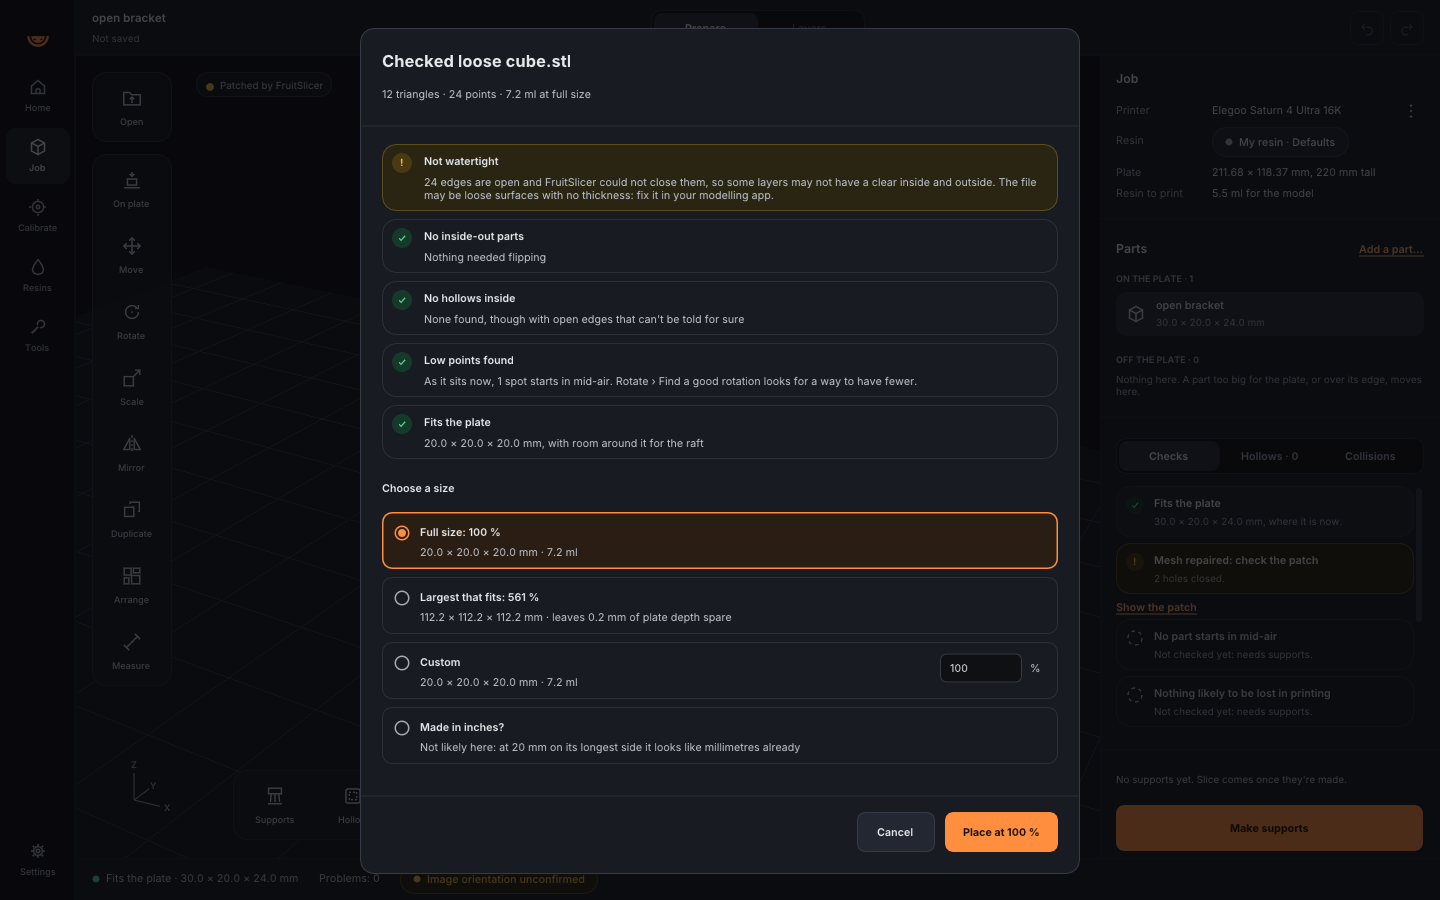 open bracket
Not saved
Prepare
Layers
Home
Job
Calibrate
Resins
Tools
Settings
Open
Patched by FruitSlicer
On plate
Move
Rotate
Scale
Mirror
Duplicate
Arrange
Measure
Z
Y
X
Supports
Hollo
Checked loose cube.stl
12 triangles · 24 points · 7.2 ml at full size
Not watertight
24 edges are open and FruitSlicer could not close them, so some layers may not have a clear inside and outside. The file
may be loose surfaces with no thickness: fix it in your modelling app.
No inside-out parts
Nothing needed flipping
No hollows inside
None found, though with open edges that can't be told for sure
Low points found
As it sits now, 1 spot starts in mid-air. Rotate › Find a good rotation looks for a way to have fewer.
Fits the plate
20.0 × 20.0 × 20.0 mm, with room around it for the raft
Choose a size
Full size: 100 %
20.0 × 20.0 × 20.0 mm · 7.2 ml
Largest that fits: 561 %
112.2 × 112.2 × 112.2 mm · leaves 0.2 mm of plate depth spare
Custom
20.0 × 20.0 × 20.0 mm · 7.2 ml
100 %
Made in inches?
Not likely here: at 20 mm on its longest side it looks like millimetres already
Cancel
Place at 100 %
Job
Printer Elegoo Saturn 4 Ultra 16K
Resin My resin · Defaults
Plate 211.68 × 118.37 mm, 220 mm tall
Resin to print 5.5 ml for the model
Parts Add a part...
ON THE PLATE · 1
open bracket
30.0 × 20.0 × 24.0 mm
OFF THE PLATE · 0
Nothing here. A part too big for the plate, or over its edge, moves
here.
Checks Hollows · 0 Collisions
Fits the plate
30.0 × 20.0 × 24.0 mm, where it is now.
Mesh repaired: check the patch
2 holes closed.
Show the patch
No part starts in mid-air
Not checked yet: needs supports.
Nothing likely to be lost in printing
Not checked yet: needs supports.
No supports yet. Slice comes once they're made.
Make supports
Fits the plate · 30.0 × 20.0 × 24.0 mm
Problems: 0
Image orientation unconfirmed